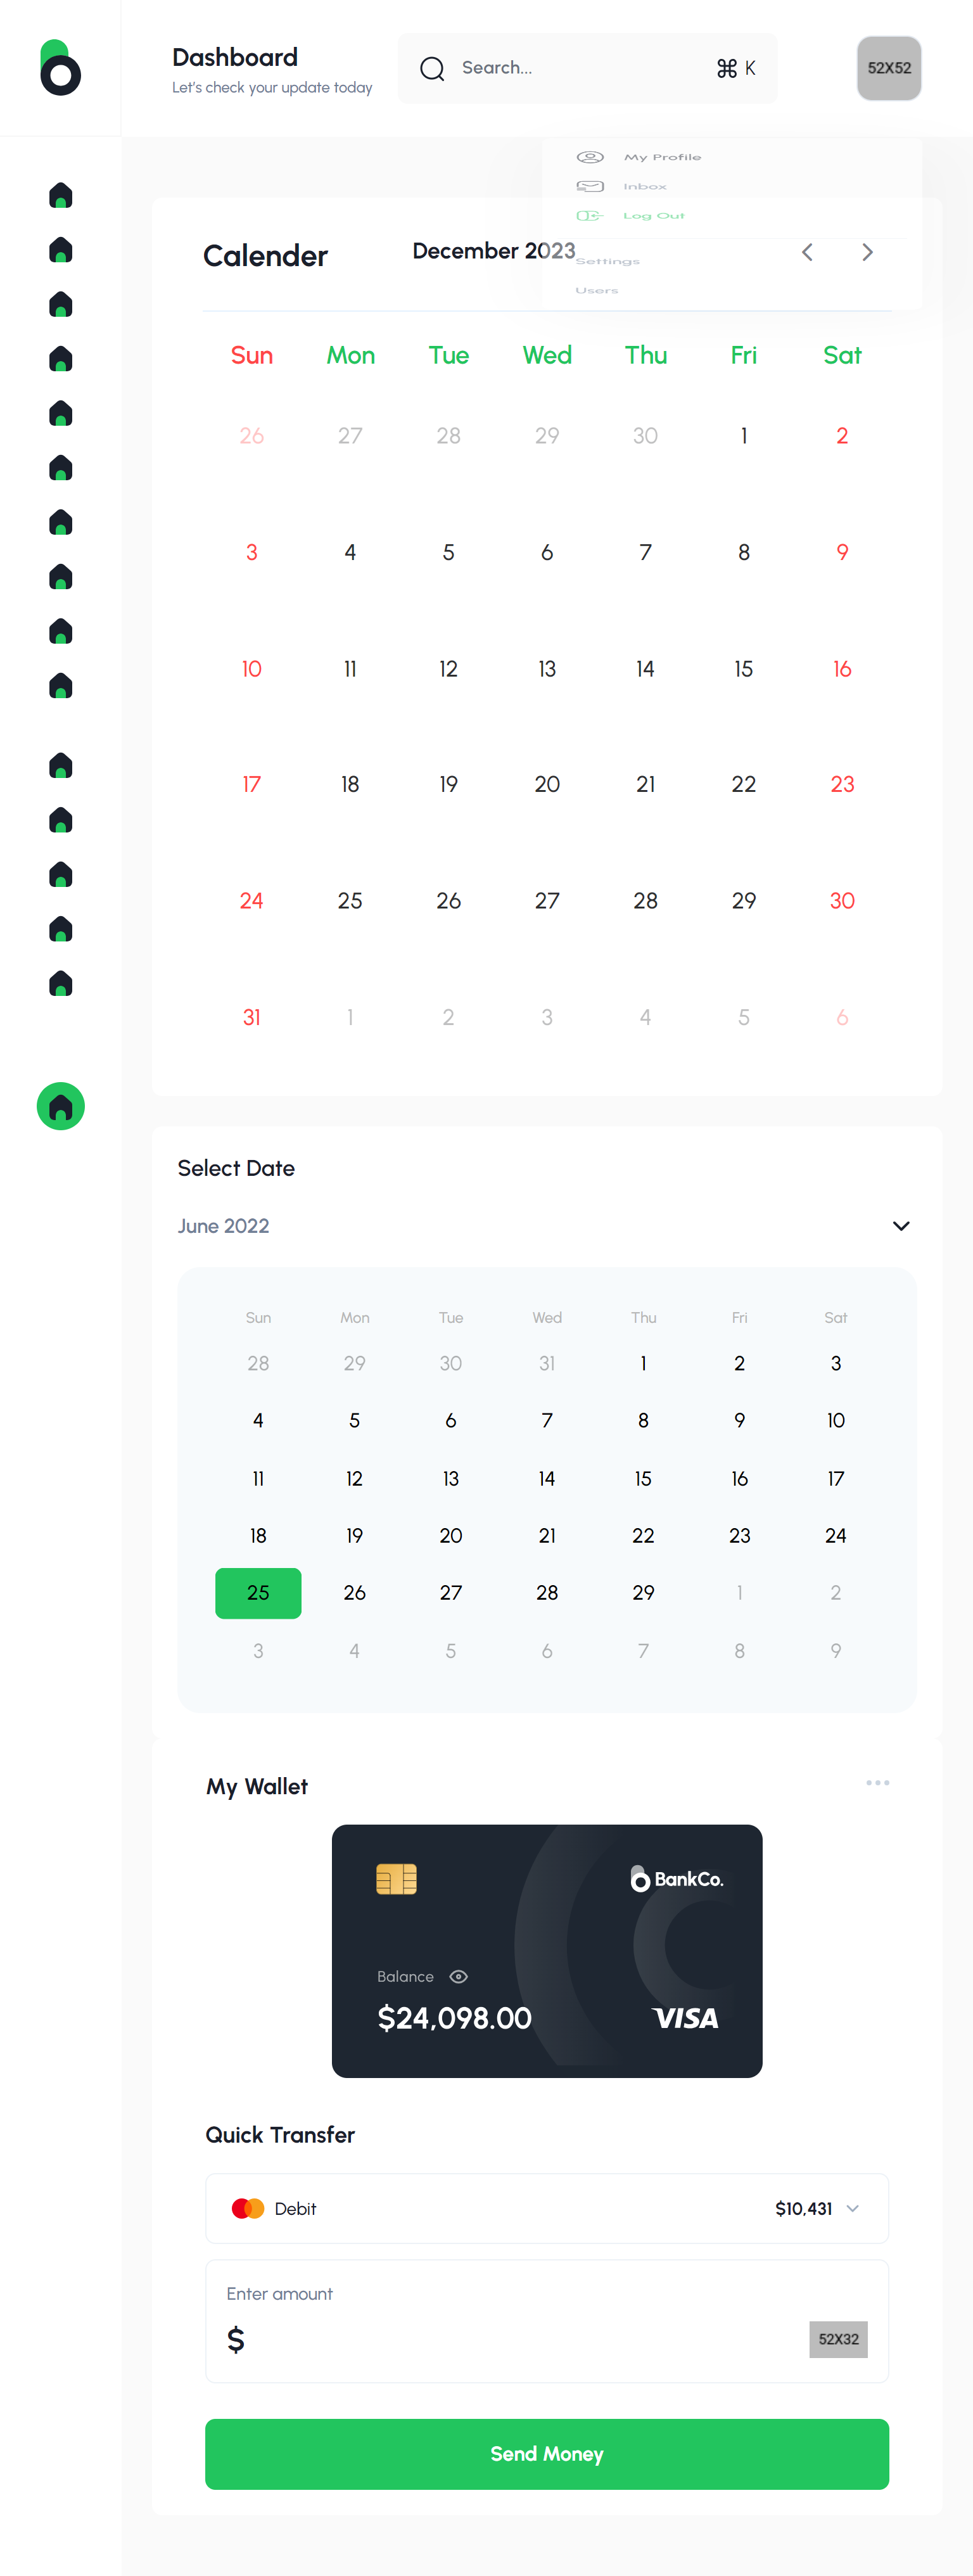 Dashboard
Let's check your update today
Search...
⌘ K
52X52
My Profile
Inbox
Log Out
Settings
Users
Calender
December 2023
Sun Mon Tue Wed Thu Fri Sat
26 27 28 29 30 1 2
3 4 5 6 7 8 9
10 11 12 13 14 15 16
17 18 19 20 21 22 23
24 25 26 27 28 29 30
31 1 2 3 4 5 6
Select Date
June 2022
Sun Mon Tue Wed Thu Fri Sat
28 29 30 31 1 2 3
4 5 6 7 8 9 10
11 12 13 14 15 16 17
18 19 20 21 22 23 24
25 26 27 28 29 1 2
3 4 5 6 7 8 9
My Wallet
BankCo.
Balance
$24,098.00
VISA
Quick Transfer
Debit $10,431
Enter amount
$
52X32
Send Money